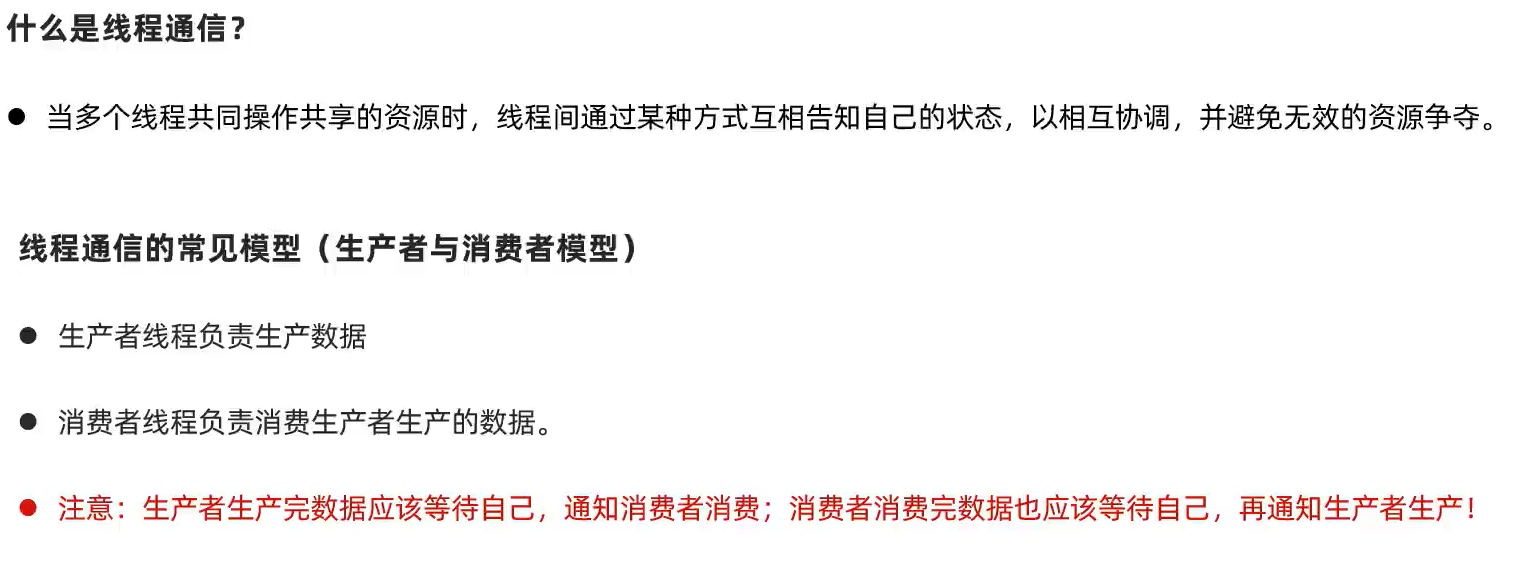 什么是线程通信？
● 当多个线程共同操作共享的资源时，线程间通过某种方式互相告知自己的状态，以相互协调，并避免无效的资源争夺。
线程通信的常见模型（生产者与消费者模型）
● 生产者线程负责生产数据
● 消费者线程负责消费生产者生产的数据。
● 注意：生产者生产完数据应该等待自己，通知消费者消费；消费者消费完数据也应该等待自己，再通知生产者生产！